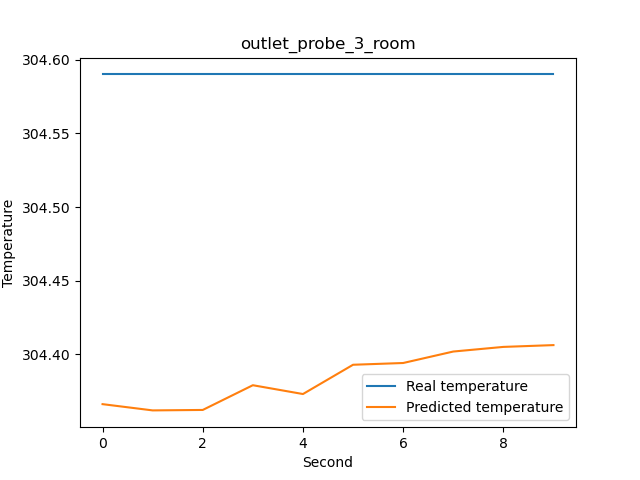 outlet_probe_3_room
304.60
304.55
304.50
304.45
304.40
Temperature
0 2 4 6 8
Second
Real temperature
Predicted temperature